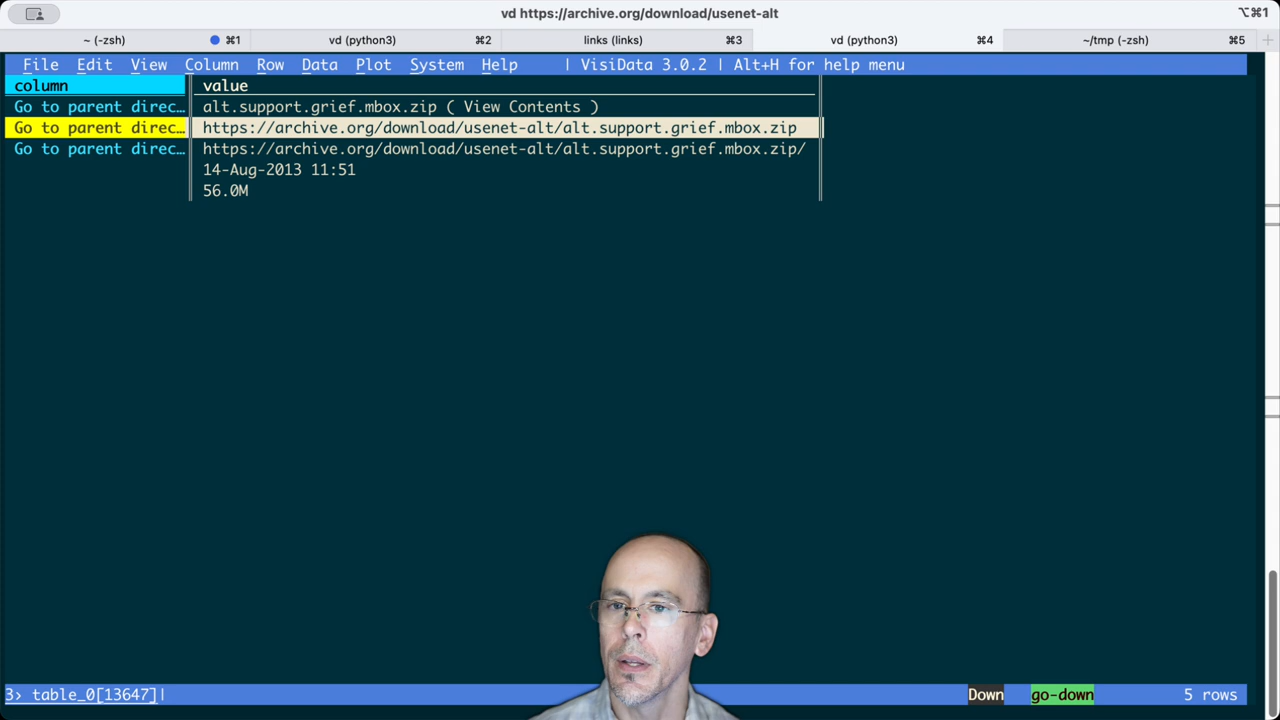 vd https://archive.org/download/usenet-alt
⌥⌘1
~ (-zsh) ⌘1 vd (python3) ⌘2 links (links) ⌘3 vd (python3) ⌘4 ~/tmp (-zsh) ⌘5
File Edit View Column Row Data Plot System Help | VisiData 3.0.2 | Alt+H for help menu
column value
Go to parent direc… alt.support.grief.mbox.zip ( View Contents )
Go to parent direc… https://archive.org/download/usenet-alt/alt.support.grief.mbox.zip
Go to parent direc… https://archive.org/download/usenet-alt/alt.support.grief.mbox.zip/
14-Aug-2013 11:51
56.0M
3> table_0[13647]| Down go-down 5 rows